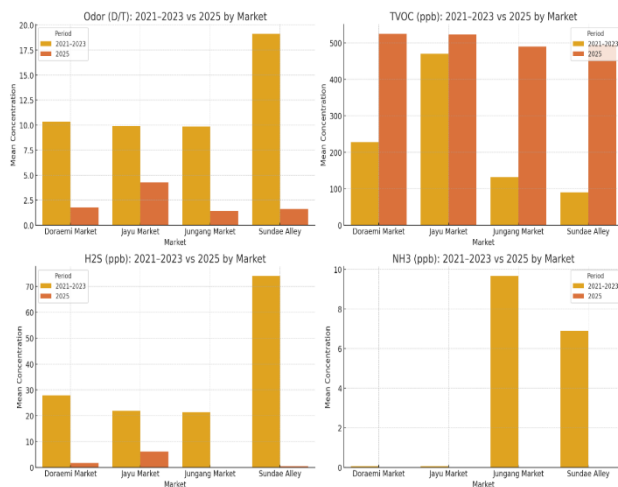 Odor (D/T): 2021–2023 vs 2025 by Market
Period
2021–2023
2025
20.0
17.5
15.0
12.5
10.0
7.5
5.0
2.5
0.0
Mean Concentration
Doraemi Market Jayu Market Jungang Market Sundae Alley
Market
TVOC (ppb): 2021–2023 vs 2025 by Market
Period
2021–2023
2025
500
400
300
200
100
0
Mean Concentration
Doraemi Market Jayu Market Jungang Market Sundae Alley
Market
H2S (ppb): 2021–2023 vs 2025 by Market
Period
2021–2023
2025
70
60
50
40
30
20
10
0
Mean Concentration
Doraemi Market Jayu Market Jungang Market Sundae Alley
Market
NH3 (ppb): 2021–2023 vs 2025 by Market
Period
2021–2023
2025
10
8
6
4
2
0
Mean Concentration
Doraemi Market Jayu Market Jungang Market Sundae Alley
Market